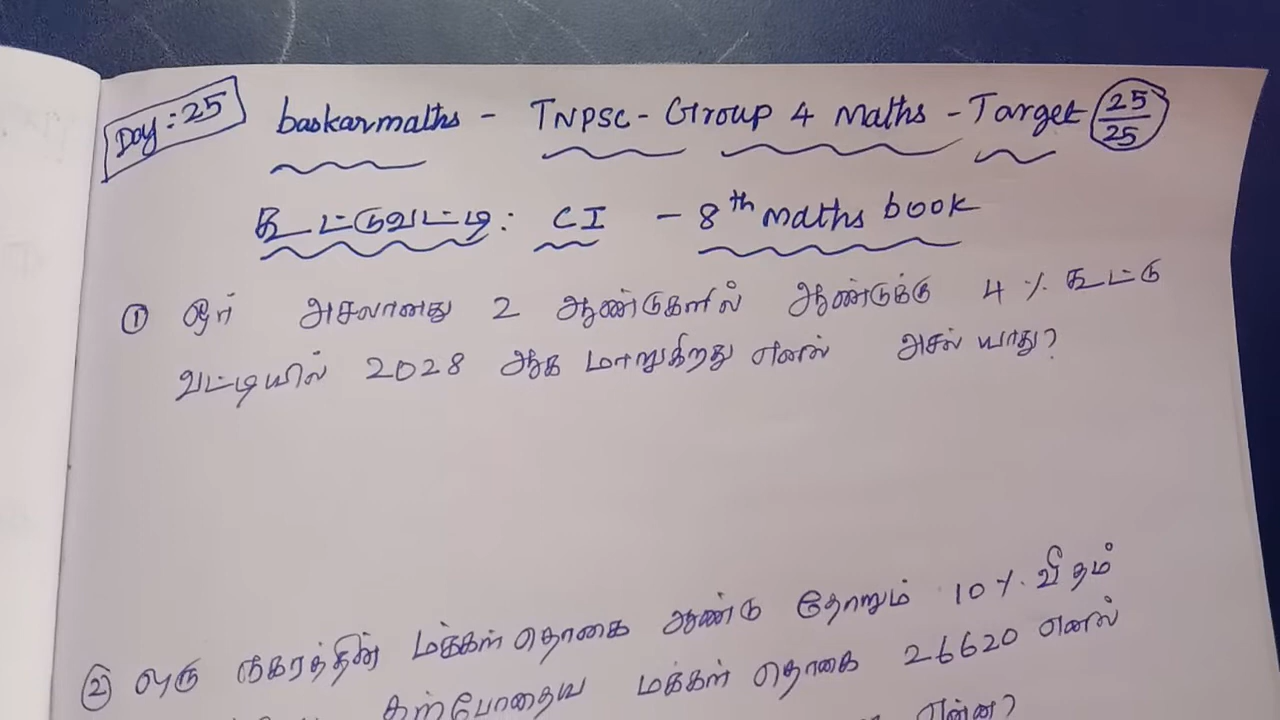 Day: 25
baskarmaths - TNPSC - Group 4 Maths - Target 25/25
கூட்டுவட்டி: CI - 8th maths book
① ஓர் அசலானது 2 ஆண்டுகளில் ஆண்டுக்கு 4% கூட்டு
வட்டியில் 2028 ஆக மாறுகிறது எனில் அசல் யாது?
② ஒரு நகரத்தின் மக்கள் தொகை ஆண்டு தோறும் 10% வீதம்
தற்போதைய மக்கள் தொகை 26620 எனில்
என்ன?